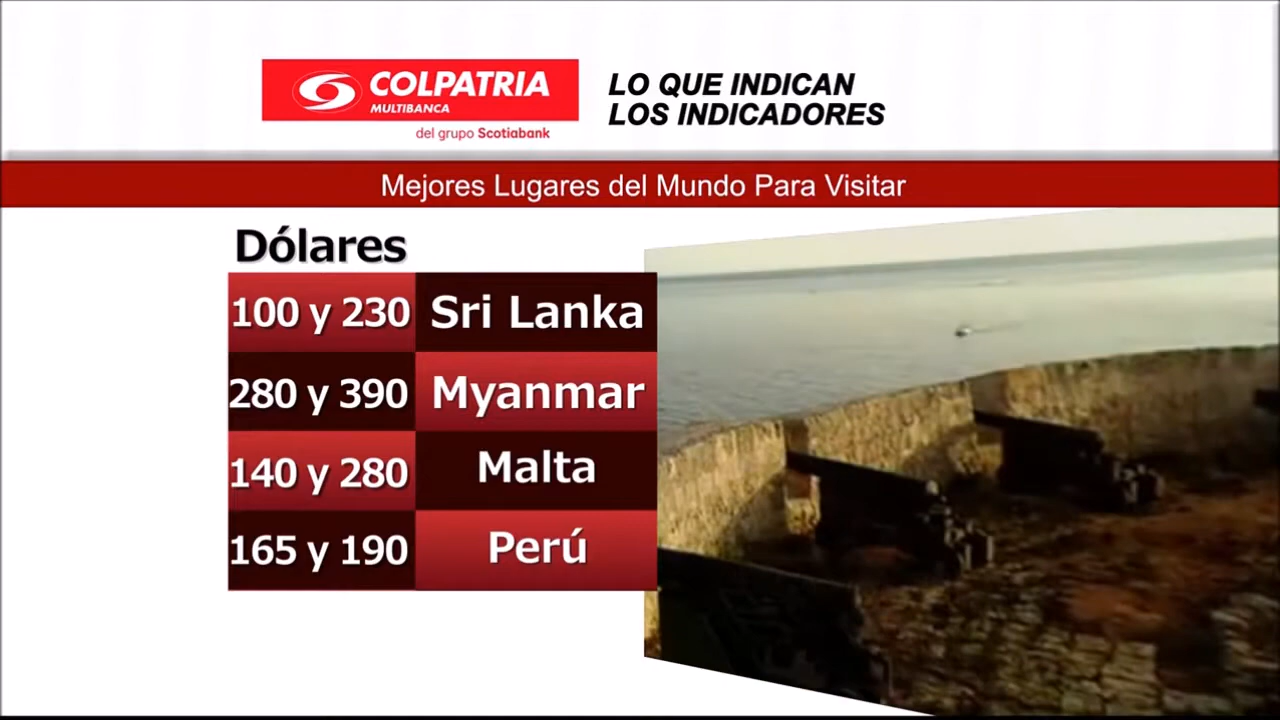 COLPATRIA
MULTIBANCA
del grupo Scotiabank
LO QUE INDICAN
LOS INDICADORES
Mejores Lugares del Mundo Para Visitar
Dólares
100 y 230 Sri Lanka
280 y 390 Myanmar
140 y 280 Malta
165 y 190 Perú